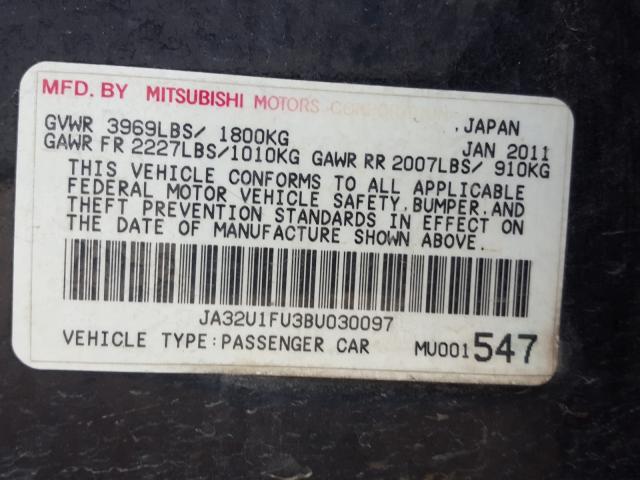 MFD. BY MITSUBISHI MOTORS CORPORATION, JAPAN
GVWR 3969LBS/ 1800KG JAN 2011
GAWR FR 2227LBS/1010KG GAWR RR 2007LBS/ 910KG
THIS VEHICLE CONFORMS TO ALL APPLICABLE
FEDERAL MOTOR VEHICLE SAFETY, BUMPER, AND
THEFT PREVENTION STANDARDS IN EFFECT ON
THE DATE OF MANUFACTURE SHOWN ABOVE.
JA32U1FU3BU030097
VEHICLE TYPE:PASSENGER CAR MU001547